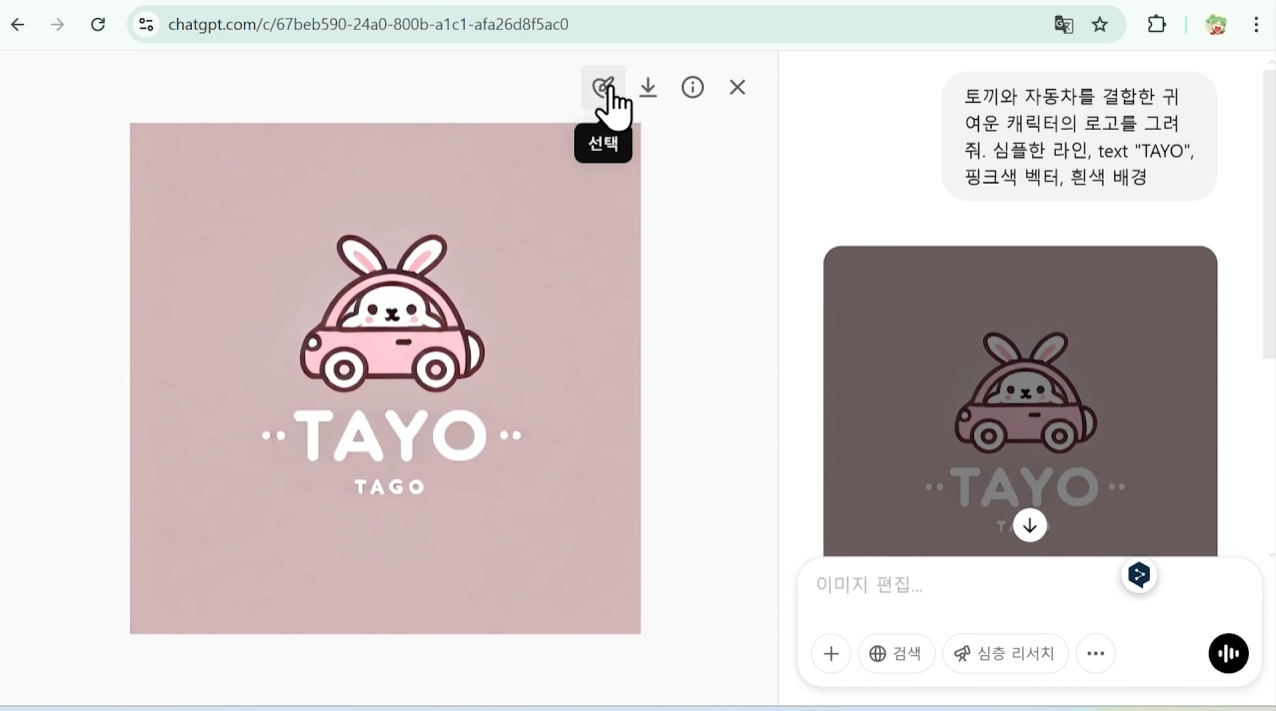 chatgpt.com/c/67beb590-24a0-800b-a1c1-afa26d8f5ac0
선택
TAYO
TAGO
토끼와 자동차를 결합한 귀
여운 캐릭터의 로고를 그려
줘. 심플한 라인, text "TAYO",
핑크색 벡터, 흰색 배경
TAYO
이미지 편집...
검색
심층 리서치